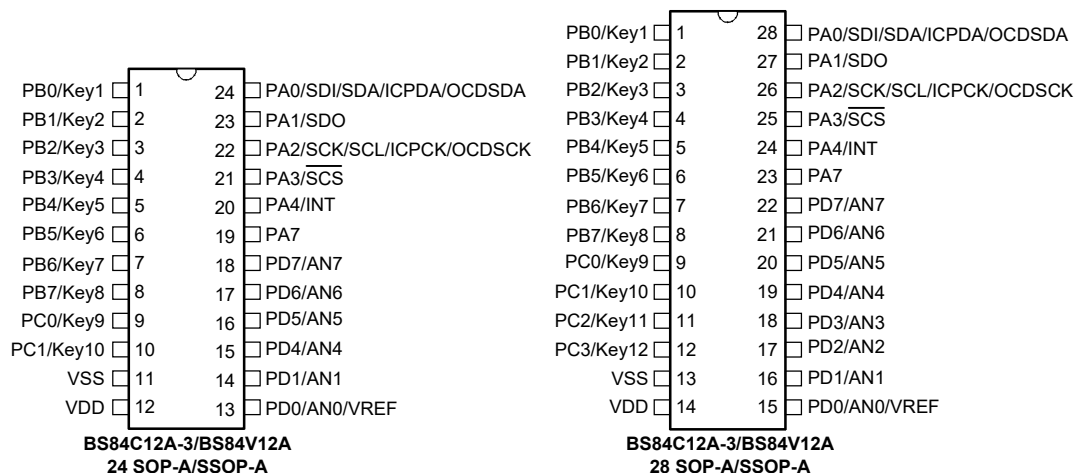 PB0/Key1 1 24 PA0/SDI/SDA/ICPDA/OCDSDA
PB1/Key2 2 23 PA1/SDO
PB2/Key3 3 22 PA2/SCK/SCL/ICPCK/OCDSCK
PB3/Key4 4 21 PA3/SCS
PB4/Key5 5 20 PA4/INT
PB5/Key6 6 19 PA7
PB6/Key7 7 18 PD7/AN7
PB7/Key8 8 17 PD6/AN6
PC0/Key9 9 16 PD5/AN5
PC1/Key10 10 15 PD4/AN4
VSS 11 14 PD1/AN1
VDD 12 13 PD0/AN0/VREF
BS84C12A-3/BS84V12A
24 SOP-A/SSOP-A
PB0/Key1 1 28 PA0/SDI/SDA/ICPDA/OCDSDA
PB1/Key2 2 27 PA1/SDO
PB2/Key3 3 26 PA2/SCK/SCL/ICPCK/OCDSCK
PB3/Key4 4 25 PA3/SCS
PB4/Key5 5 24 PA4/INT
PB5/Key6 6 23 PA7
PB6/Key7 7 22 PD7/AN7
PB7/Key8 8 21 PD6/AN6
PC0/Key9 9 20 PD5/AN5
PC1/Key10 10 19 PD4/AN4
PC2/Key11 11 18 PD3/AN3
PC3/Key12 12 17 PD2/AN2
VSS 13 16 PD1/AN1
VDD 14 15 PD0/AN0/VREF
BS84C12A-3/BS84V12A
28 SOP-A/SSOP-A